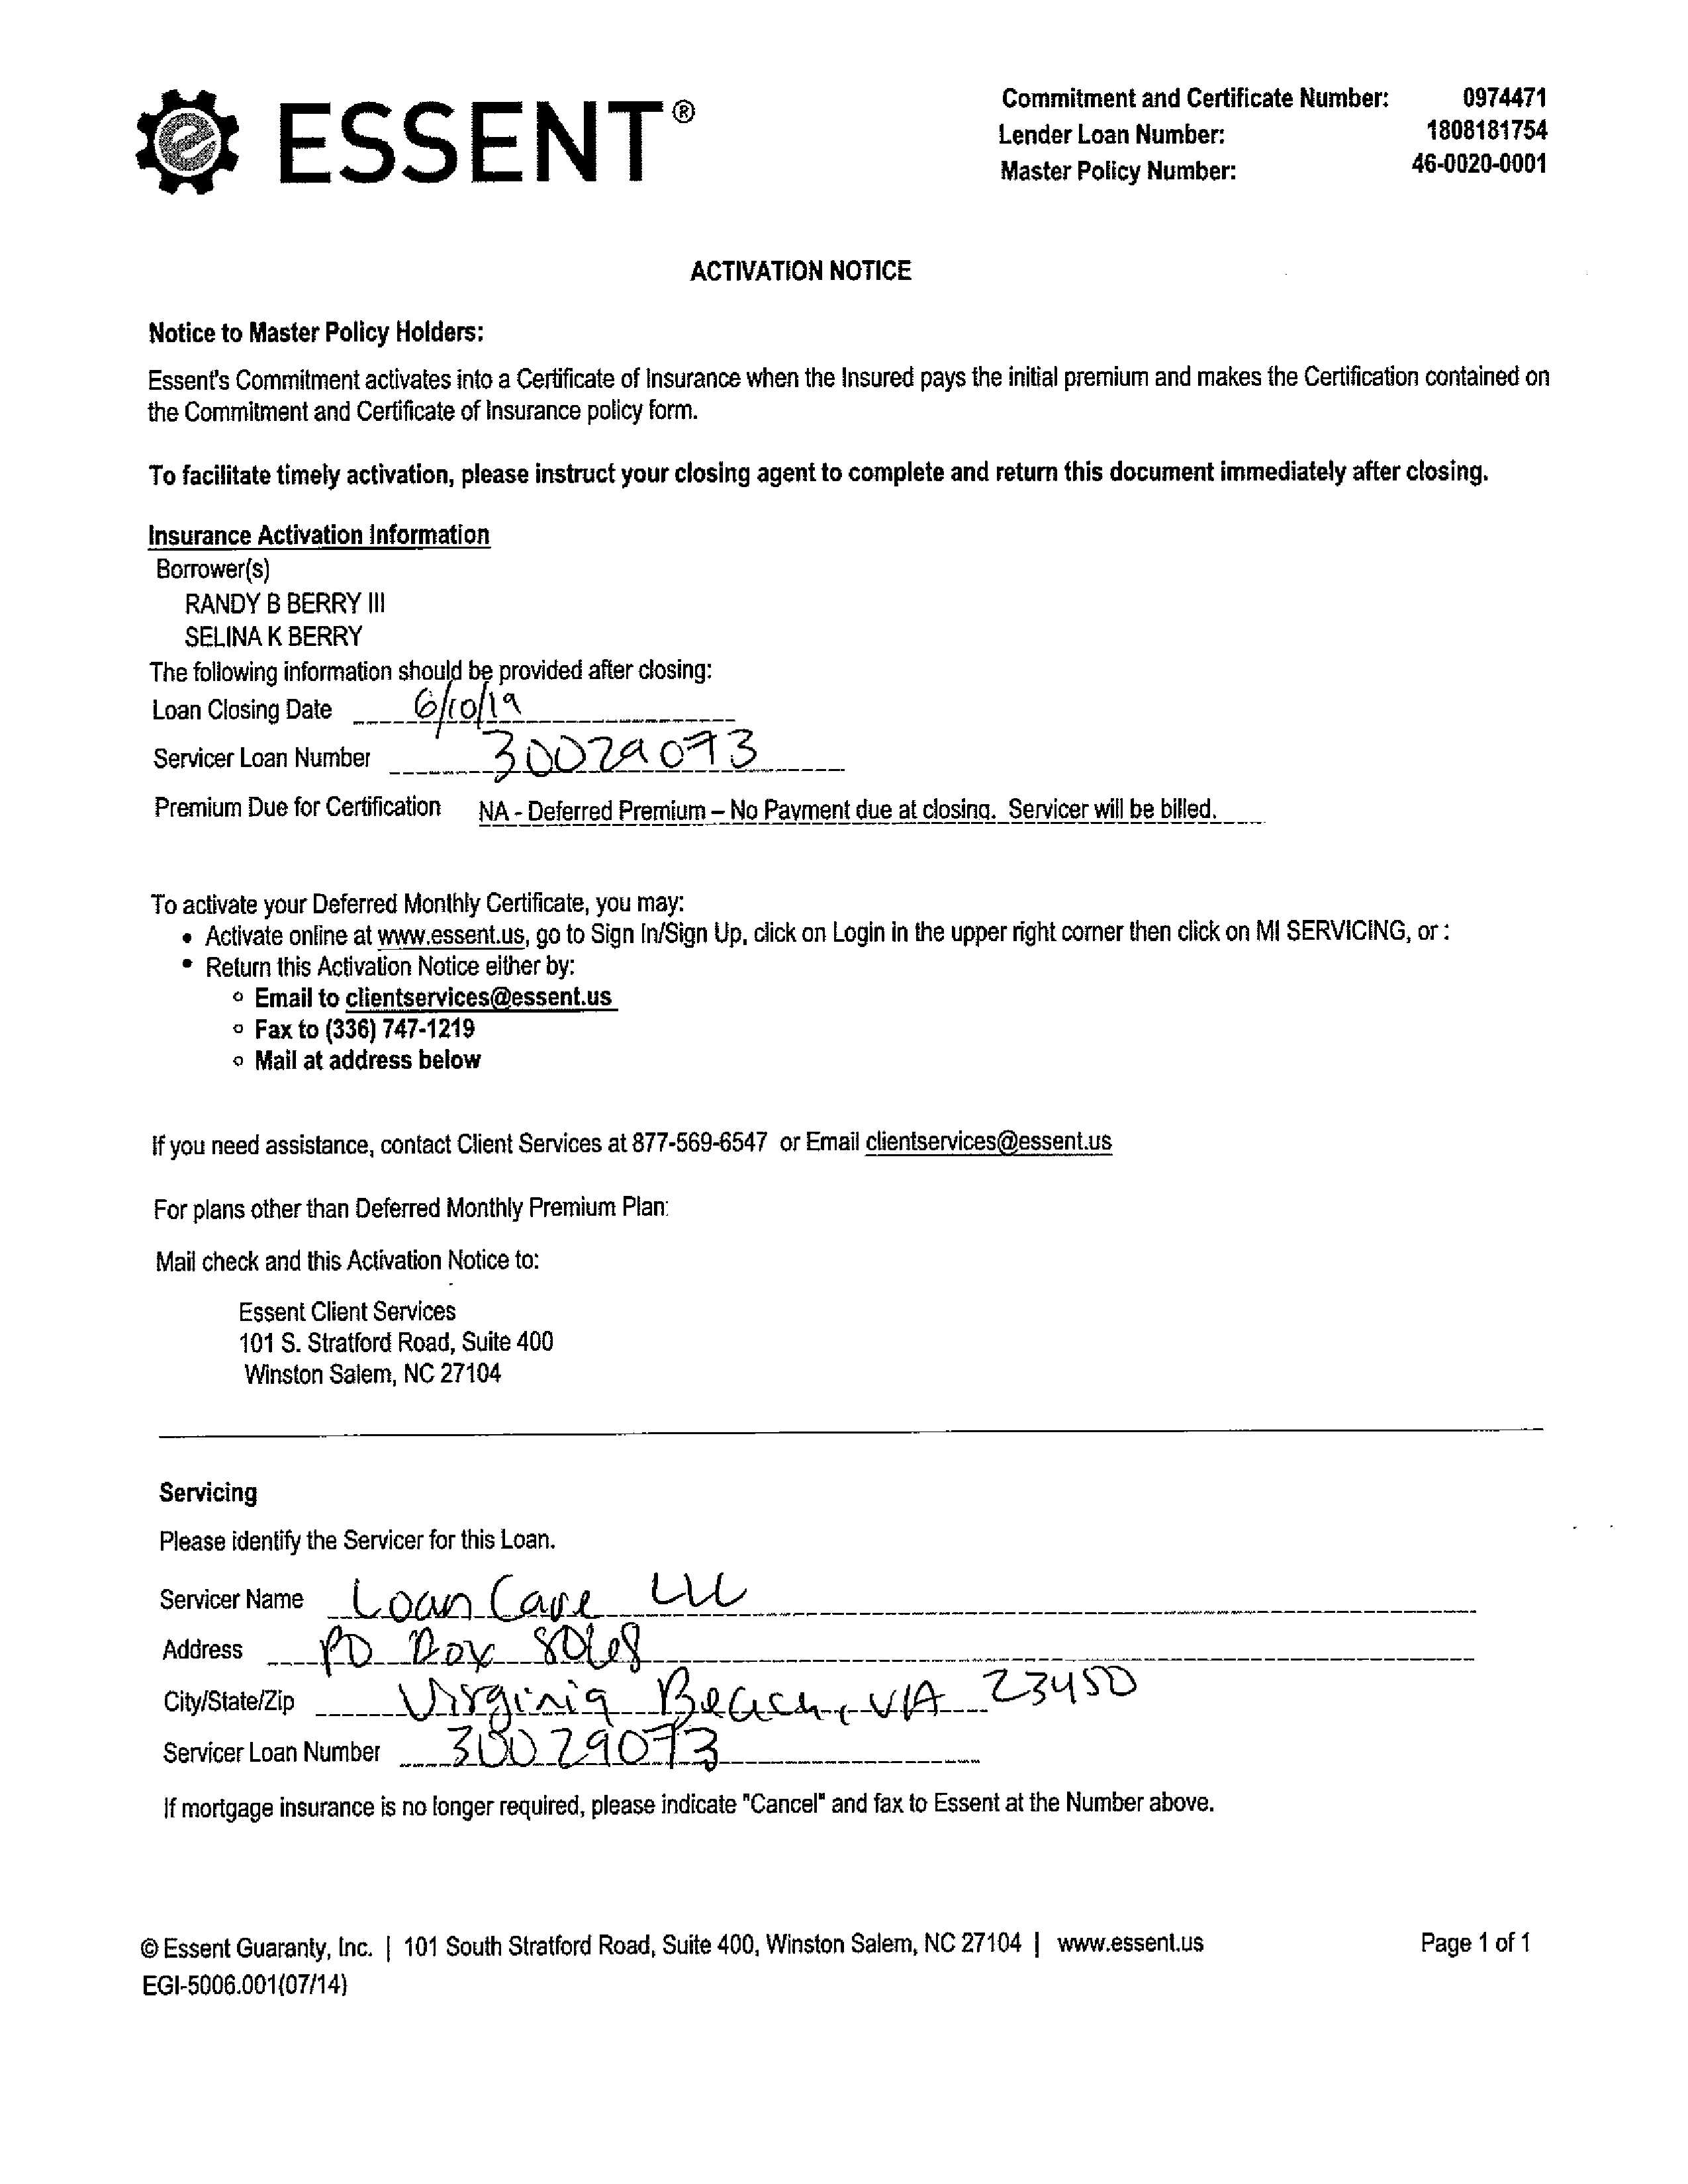 ESSENT®
Commitment and Certificate Number: 0974471
Lender Loan Number: 1808181754
Master Policy Number: 46-0020-0001
ACTIVATION NOTICE
Notice to Master Policy Holders:
Essent's Commitment activates into a Certificate of Insurance when the Insured pays the initial premium and makes the Certification contained on
the Commitment and Certificate of Insurance policy form.
To facilitate timely activation, please instruct your closing agent to complete and return this document immediately after closing.
Insurance Activation Information
Borrower(s)
RANDY B BERRY III
SELINA K BERRY
The following information should be provided after closing:
Loan Closing Date 6/10/19
Servicer Loan Number 30029073
Premium Due for Certification NA - Deferred Premium – No Payment due at closing. Servicer will be billed.
To activate your Deferred Monthly Certificate, you may:
• Activate online at www.essent.us, go to Sign In/Sign Up, click on Login in the upper right corner then click on MI SERVICING, or :
• Return this Activation Notice either by:
o Email to clientservices@essent.us
o Fax to (336) 747-1219
o Mail at address below
If you need assistance, contact Client Services at 877-569-6547 or Email clientservices@essent.us
For plans other than Deferred Monthly Premium Plan:
Mail check and this Activation Notice to:
Essent Client Services
101 S. Stratford Road, Suite 400
Winston Salem, NC 27104
Servicing
Please identify the Servicer for this Loan.
Servicer Name Loan Care LLC
Address PO Box 8068
City/State/Zip Virginia Beach, VA 23450
Servicer Loan Number 30029073
If mortgage insurance is no longer required, please indicate "Cancel" and fax to Essent at the Number above.
© Essent Guaranty, Inc. | 101 South Stratford Road, Suite 400, Winston Salem, NC 27104 | www.essent.us Page 1 of 1
EGI-5006.001(07/14)